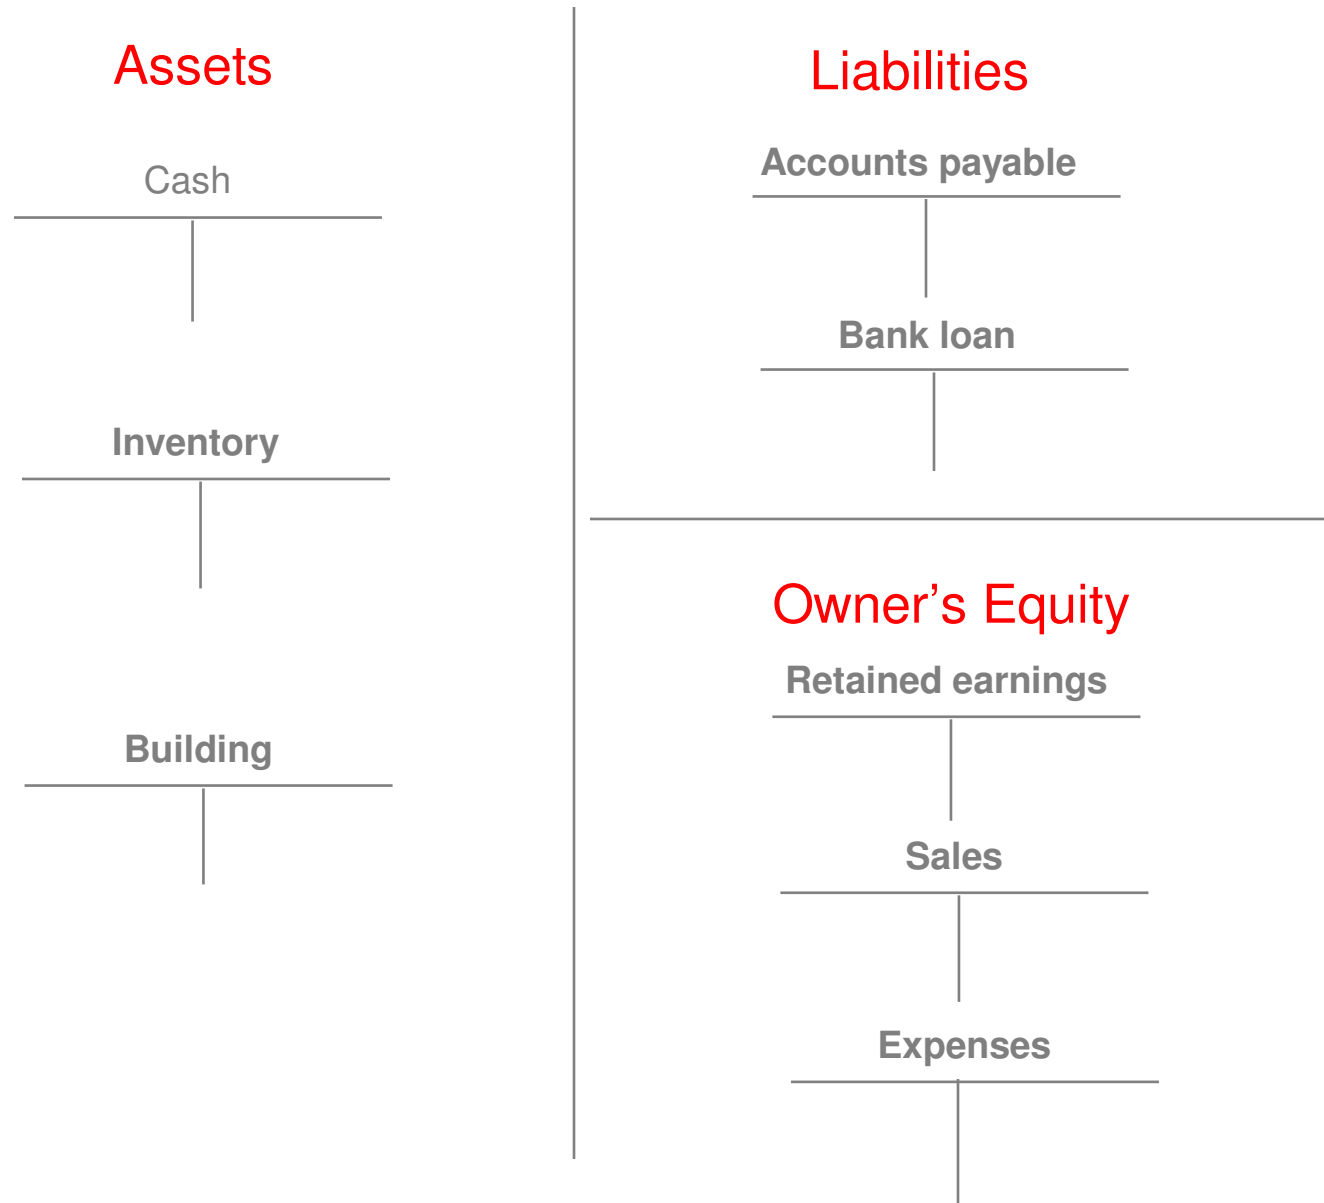 Assets
Cash
Inventory
Building
Liabilities
Accounts payable
Bank loan
Owner’s Equity
Retained earnings
Sales
Expenses